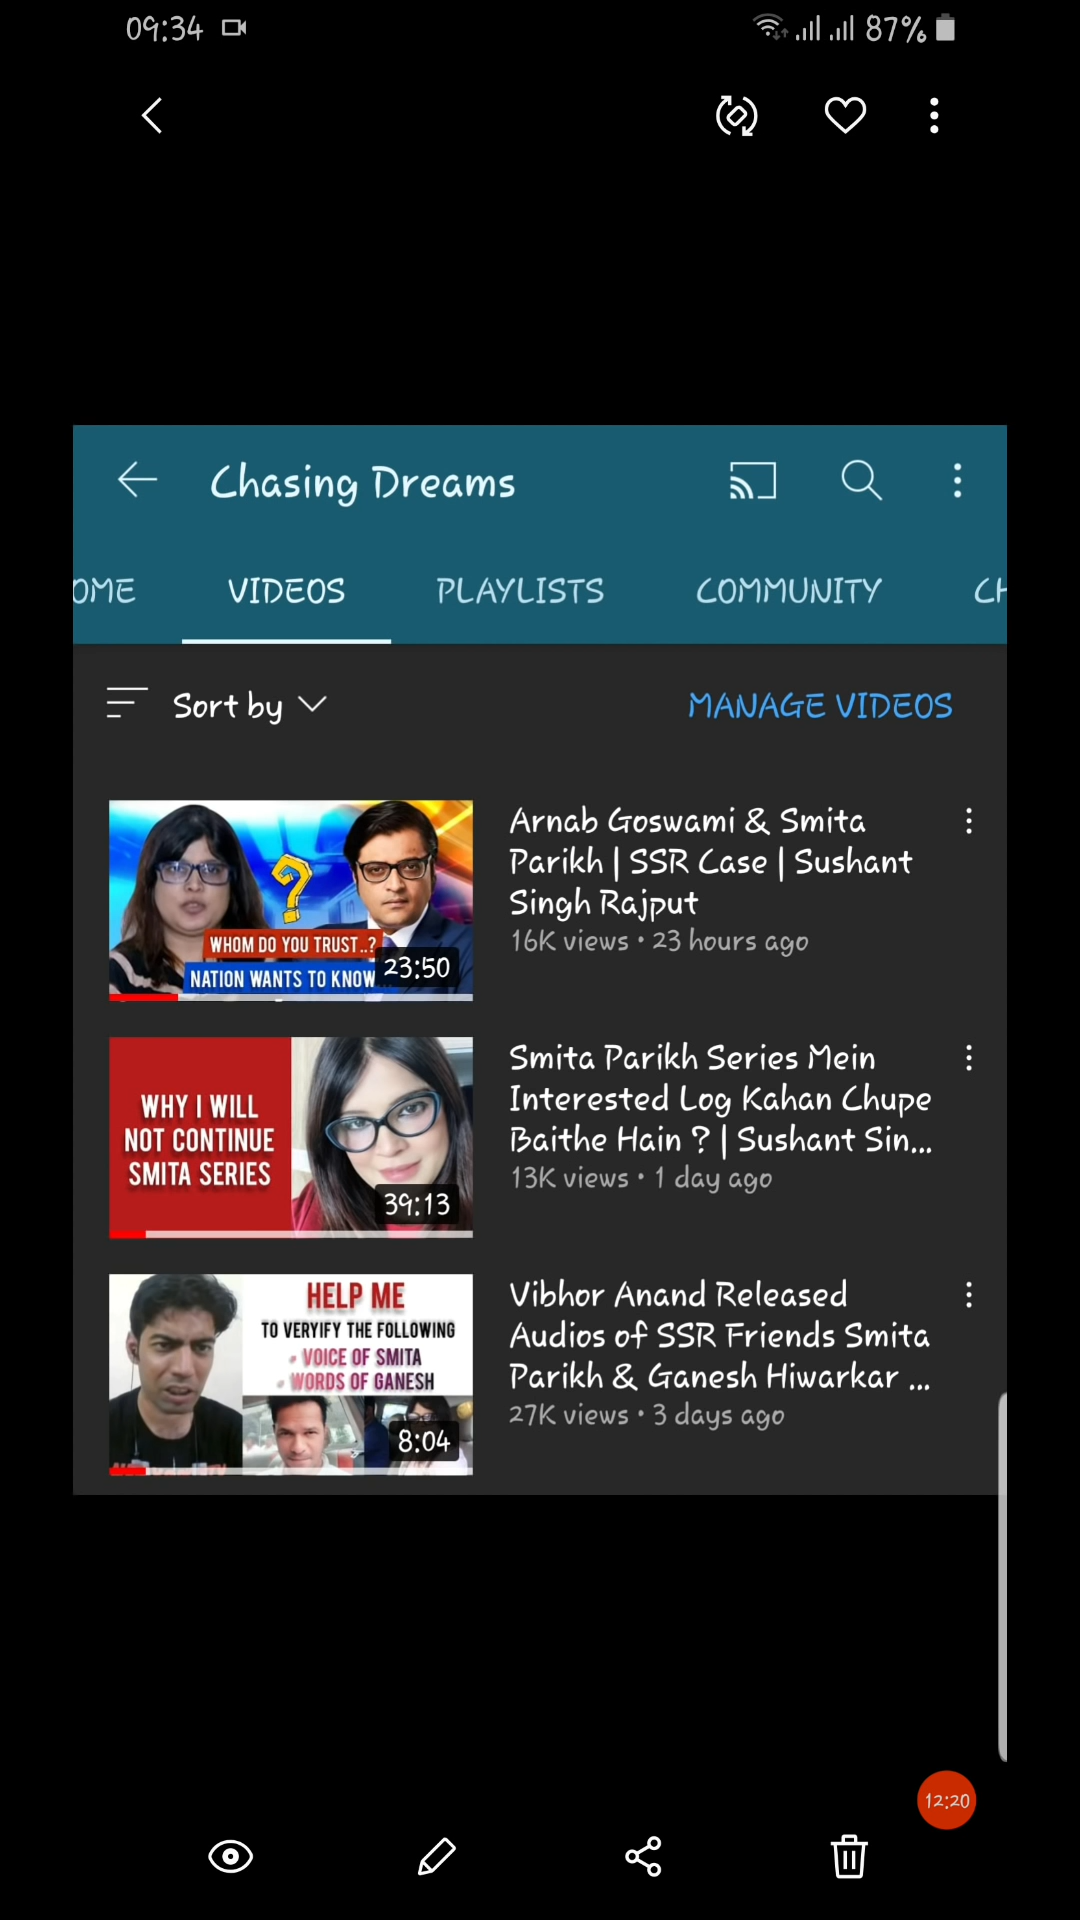 09:34
87%
Chasing Dreams
OME VIDEOS PLAYLISTS COMMUNITY CH
Sort by
MANAGE VIDEOS
WHOM DO YOU TRUST..?
NATION WANTS TO KNOW
23:50
Arnab Goswami & Smita
Parikh | SSR Case | Sushant
Singh Rajput
16K views • 23 hours ago
WHY I WILL
NOT CONTINUE
SMITA SERIES
39:13
Smita Parikh Series Mein
Interested Log Kahan Chupe
Baithe Hain ? | Sushant Sin...
13K views • 1 day ago
HELP ME
TO VERYIFY THE FOLLOWING
- VOICE OF SMITA
- WORDS OF GANESH
8:04
Vibhor Anand Released
Audios of SSR Friends Smita
Parikh & Ganesh Hiwarkar ...
27K views • 3 days ago
12:20